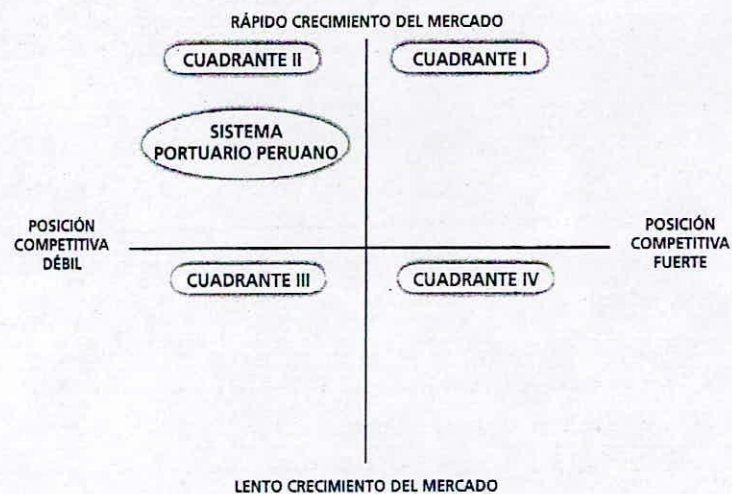 RÁPIDO CRECIMIENTO DEL MERCADO
CUADRANTE II
CUADRANTE I
SISTEMA
PORTUARIO PERUANO
POSICIÓN
COMPETITIVA
DÉBIL
POSICIÓN
COMPETITIVA
FUERTE
CUADRANTE III
CUADRANTE IV
LENTO CRECIMIENTO DEL MERCADO